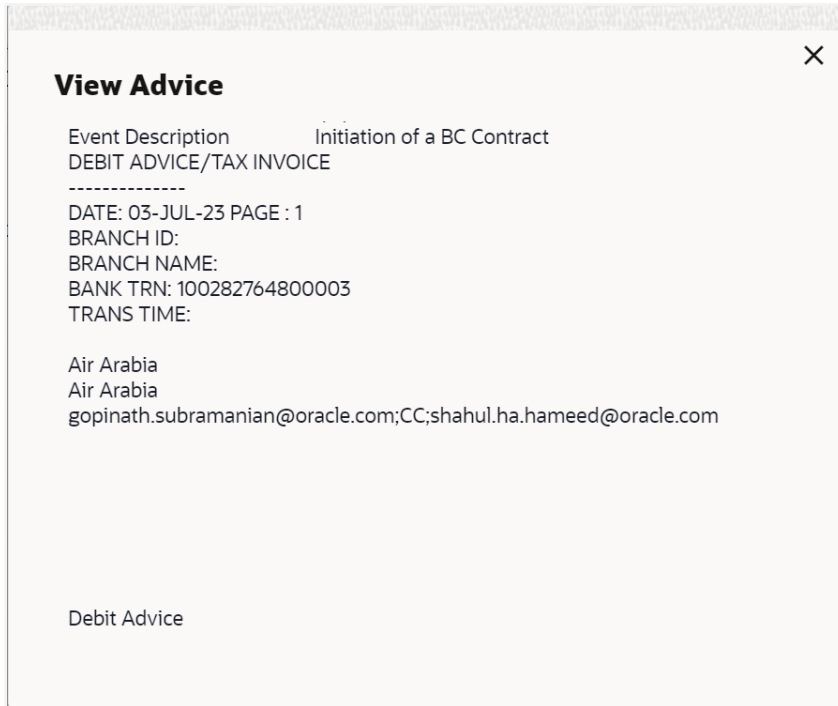 View Advice
Event Description Initiation of a BC Contract
DEBIT ADVICE/TAX INVOICE
--------------
DATE: 03-JUL-23 PAGE : 1
BRANCH ID:
BRANCH NAME:
BANK TRN: 100282764800003
TRANS TIME:
Air Arabia
Air Arabia
gopinath.subramanian@oracle.com;CC;shahul.ha.hameed@oracle.com
Debit Advice